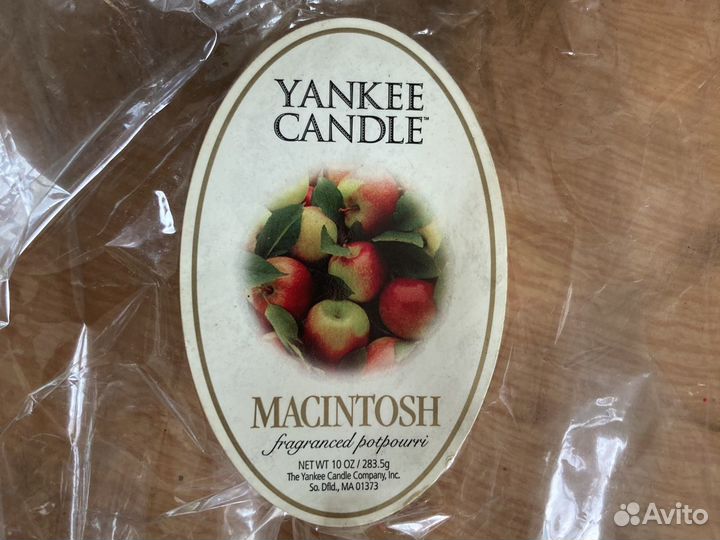 YANKEE
CANDLE™
MACINTOSH
fragranced potpourri
NET WT 10 OZ / 283.5g
The Yankee Candle Company, Inc.
So. Dfld., MA 01373
Avito